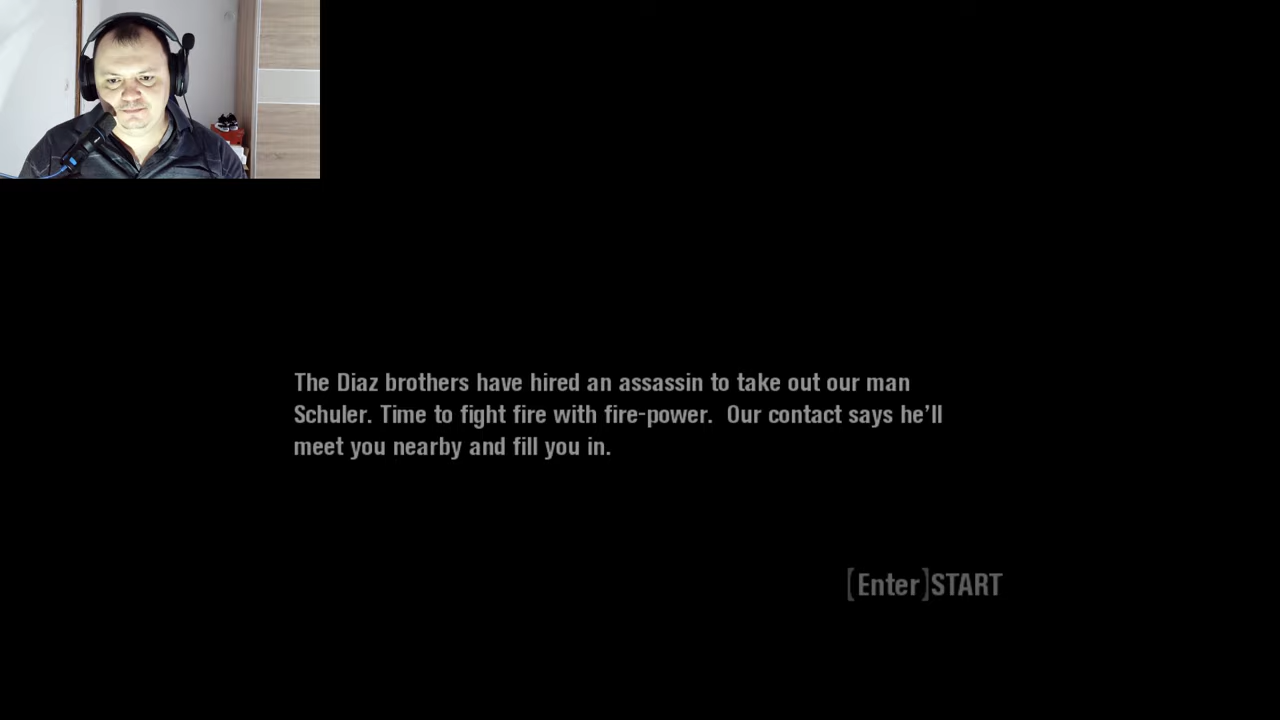 The Diaz brothers have hired an assassin to take out our man
Schuler. Time to fight fire with fire-power.  Our contact says he’ll
meet you nearby and fill you in.
[Enter]START